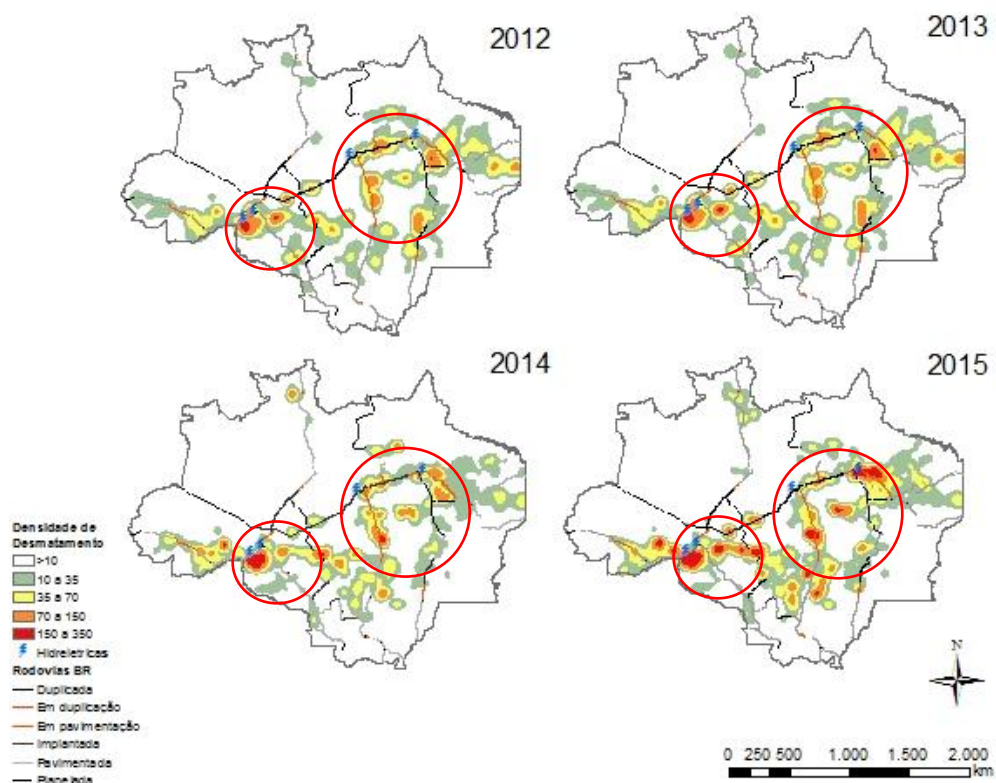 2012
2013
2014
2015
Densidade de
Desmatamento
>10
10 a 35
35 a 70
70 a 150
150 a 350
Hidrelétricas
Rodovias BR
Duplicada
Em duplicação
Em pavimentação
Implantada
Pavimentada
Planejada
N
0 250 500 1.000 1.500 2.000
km